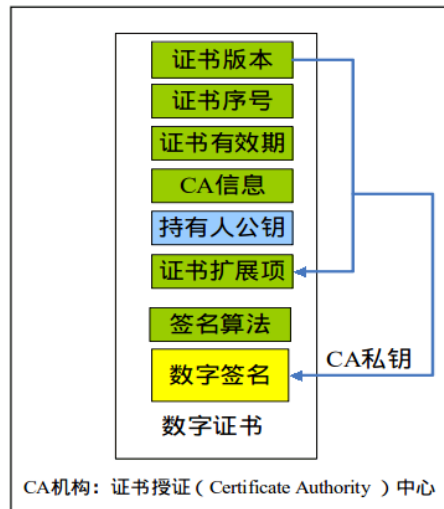 证书版本
证书序号
证书有效期
CA信息
持有人公钥
证书扩展项
签名算法
数字签名
CA私钥
数字证书
CA机构：证书授证（Certificate Authority ）中心